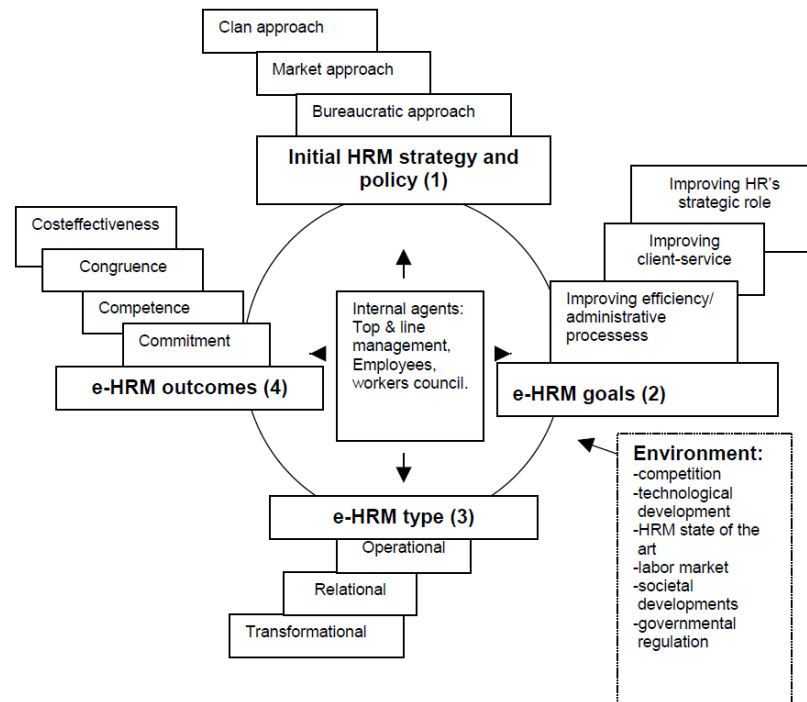 Clan approach
Market approach
Bureaucratic approach
Initial HRM strategy and
policy (1)
Improving HR's
strategic role
Improving
client-service
Improving efficiency/
administrative
processess
e-HRM goals (2)
Costeffectiveness
Congruence
Competence
Commitment
e-HRM outcomes (4)
Internal agents:
Top & line
management,
Employees,
workers council.
Environment:
-competition
-technological
development
-HRM state of the
art
-labor market
-societal
developments
-governmental
regulation
e-HRM type (3)
Operational
Relational
Transformational